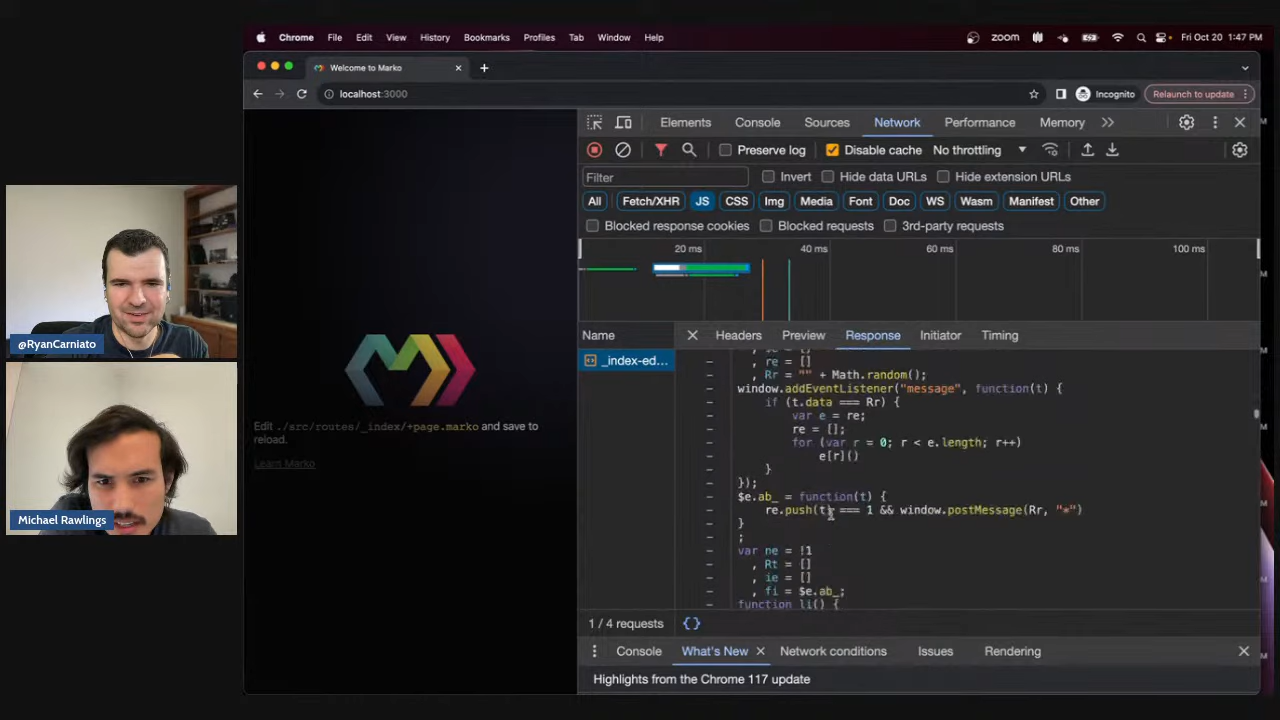 Chrome File Edit View History Bookmarks Profiles Tab Window Help
zoom
Fri Oct 20 1:47 PM
Welcome to Marko
localhost:3000
Incognito
Relaunch to update
Elements Console Sources Network Performance Memory
Preserve log
Disable cache
No throttling
Filter
Invert
Hide data URLs
Hide extension URLs
All Fetch/XHR JS CSS Img Media Font Doc WS Wasm Manifest Other
Blocked response cookies
Blocked requests
3rd-party requests
20 ms 40 ms 60 ms 80 ms 100 ms
Name
Headers Preview Response Initiator Timing
_index-ed...
, re = []
, Rr = "" + Math.random();
window.addEventListener("message", function(t) {
if (t.data === Rr) {
var e = re;
re = [];
for (var r = 0; r < e.length; r++)
e[r]()
}
});
$e.ab_ = function(t) {
re.push(t) === 1 && window.postMessage(Rr, "*")
}
;
var ne = !1
, Rt = []
, ie = []
, fi = $e.ab_;
function li() {
1 / 4 requests
{}
Console What's New Network conditions Issues Rendering
Highlights from the Chrome 117 update
Edit ./src/routes/_index/+page.marko and save to
reload.
Learn Marko
@RyanCarniato
Michael Rawlings